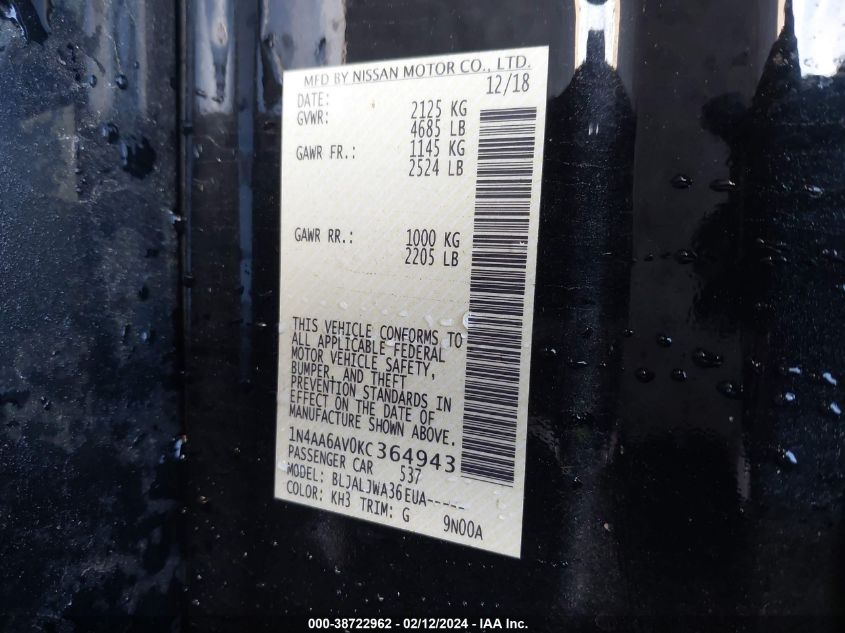 MFD BY NISSAN MOTOR CO., LTD.
DATE: 12/18
GVWR: 2125 KG
4685 LB
GAWR FR.: 1145 KG
2524 LB
GAWR RR.: 1000 KG
2205 LB
THIS VEHICLE CONFORMS TO
ALL APPLICABLE FEDERAL
MOTOR VEHICLE SAFETY,
BUMPER, AND THEFT
PREVENTION STANDARDS IN
EFFECT ON THE DATE OF
MANUFACTURE SHOWN ABOVE.
1N4AA6AV0KC364943
PASSENGER CAR 537
MODEL: BLJALJWA36EUA-----
COLOR: KH3 TRIM: G 9N00A
000-38722962 - 02/12/2024 - IAA Inc.